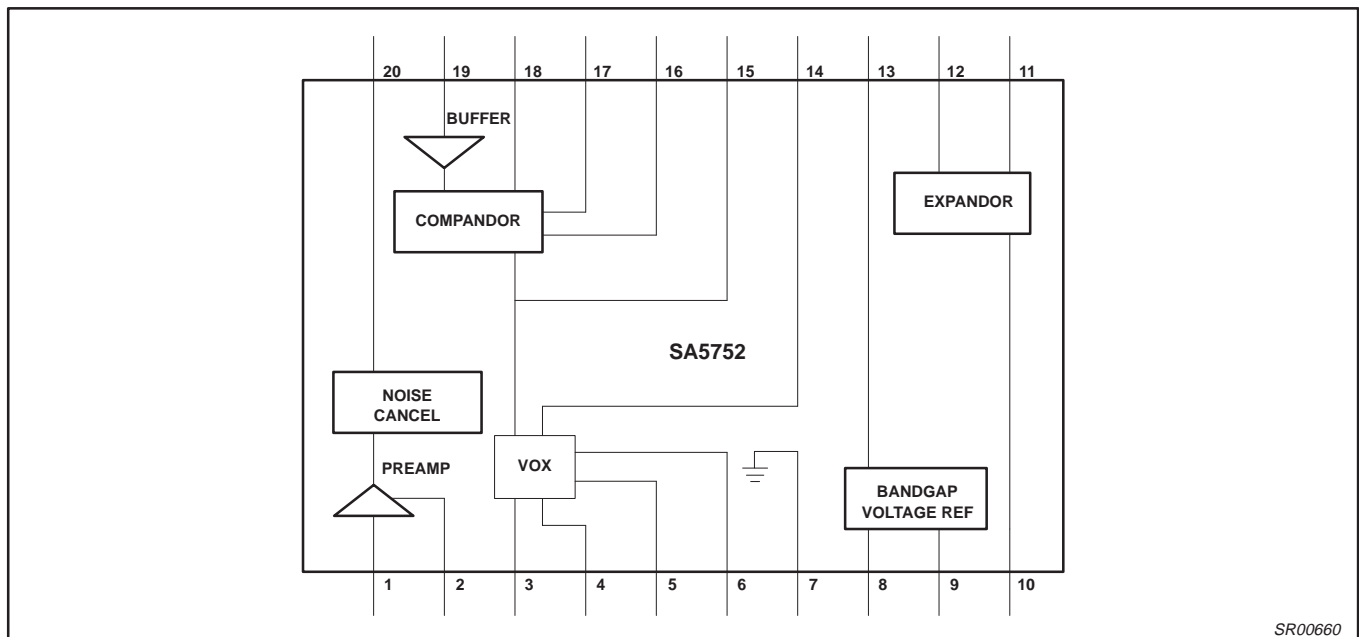 20 19 18 17 16 15 14 13 12 11
BUFFER
COMPANDOR
EXPANDOR
SA5752
NOISE
CANCEL
PREAMP
VOX
BANDGAP
VOLTAGE REF
1 2 3 4 5 6 7 8 9 10
SR00660